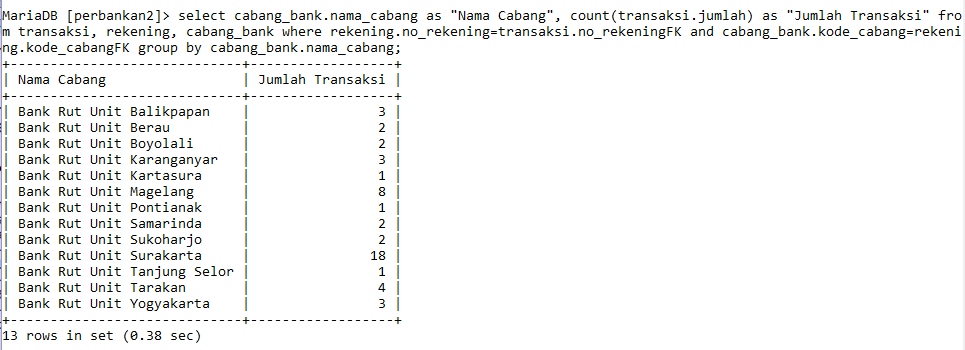 MariaDB [perbankan2]> select cabang_bank.nama_cabang as "Nama Cabang", count(transaksi.jumlah) as "Jumlah Transaksi" fro
m transaksi, rekening, cabang_bank where rekening.no_rekening=transaksi.no_rekeningFK and cabang_bank.kode_cabang=rekeni
ng.kode_cabangFK group by cabang_bank.nama_cabang;
+-----------------------------+------------------+
| Nama Cabang                 | Jumlah Transaksi |
+-----------------------------+------------------+
| Bank Rut Unit Balikpapan    |                3 |
| Bank Rut Unit Berau         |                2 |
| Bank Rut Unit Boyolali      |                2 |
| Bank Rut Unit Karanganyar   |                3 |
| Bank Rut Unit Kartasura     |                1 |
| Bank Rut Unit Magelang      |                8 |
| Bank Rut Unit Pontianak     |                1 |
| Bank Rut Unit Samarinda     |                2 |
| Bank Rut Unit Sukoharjo     |                2 |
| Bank Rut Unit Surakarta     |               18 |
| Bank Rut Unit Tanjung Selor |                1 |
| Bank Rut Unit Tarakan       |                4 |
| Bank Rut Unit Yogyakarta    |                3 |
+-----------------------------+------------------+
13 rows in set (0.38 sec)